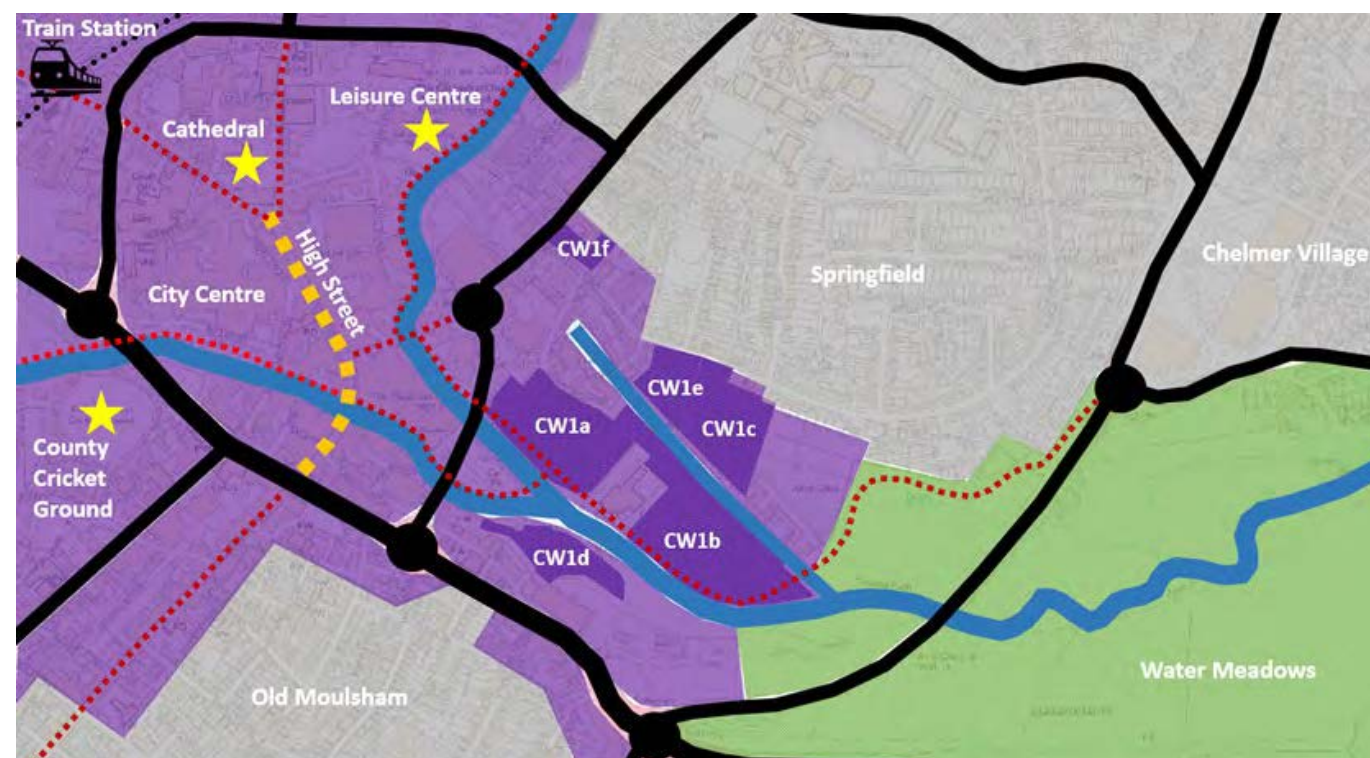 Train Station
Leisure Centre
Cathedral
CW1f
High Street
Springfield
Chelmer Village
City Centre
CW1e
CW1a
CW1c
County
Cricket
Ground
CW1b
CW1d
Old Moulsham
Water Meadows